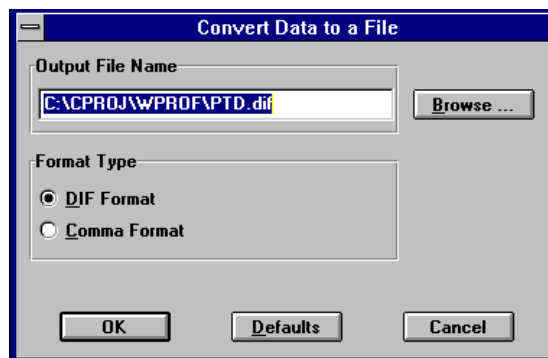 Convert Data to a File
Output File Name
C:\CPROJ\WPROF\PTD.dif
Browse ...
Format Type
DIF Format
Comma Format
OK
Defaults
Cancel